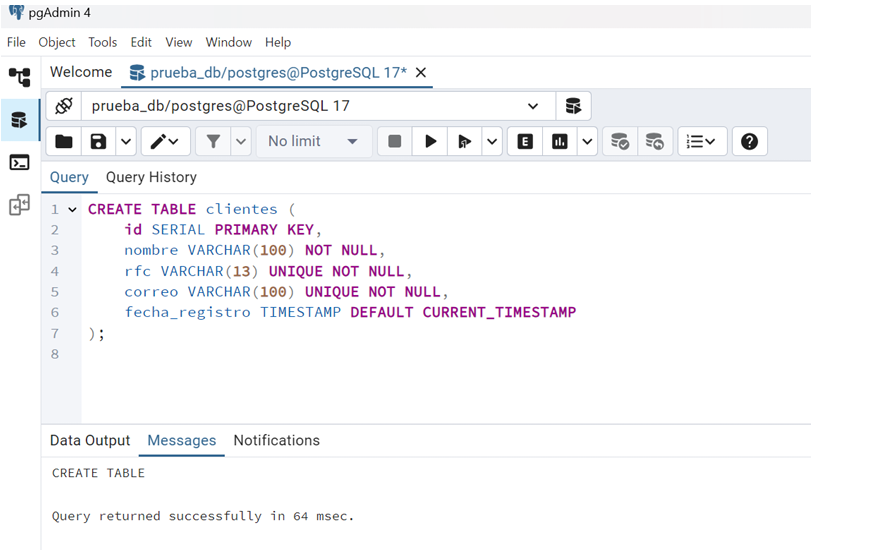 pgAdmin 4
File Object Tools Edit View Window Help
Welcome prueba_db/postgres@PostgreSQL 17*
prueba_db/postgres@PostgreSQL 17
No limit E
Query Query History
1 CREATE TABLE clientes (
2 id SERIAL PRIMARY KEY,
3 nombre VARCHAR(100) NOT NULL,
4 rfc VARCHAR(13) UNIQUE NOT NULL,
5 correo VARCHAR(100) UNIQUE NOT NULL,
6 fecha_registro TIMESTAMP DEFAULT CURRENT_TIMESTAMP
7 );
8
Data Output Messages Notifications
CREATE TABLE
Query returned successfully in 64 msec.